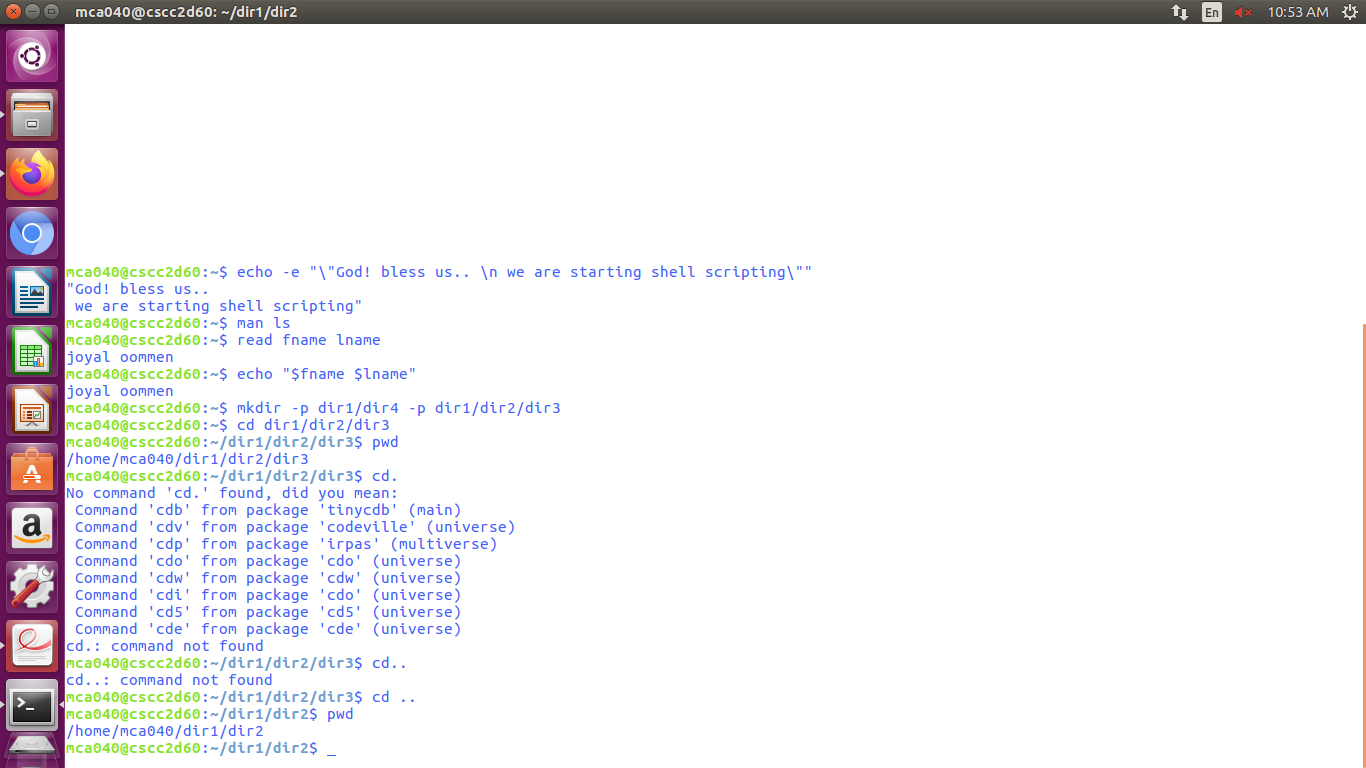 mca040@cscc2d60: ~/dir1/dir2
En
10:53 AM
mca040@cscc2d60:~$ echo -e "\"God! bless us.. \n we are starting shell scripting\""
"God! bless us..
 we are starting shell scripting"
mca040@cscc2d60:~$ man ls
mca040@cscc2d60:~$ read fname lname
joyal oommen
mca040@cscc2d60:~$ echo "$fname $lname"
joyal oommen
mca040@cscc2d60:~$ mkdir -p dir1/dir4 -p dir1/dir2/dir3
mca040@cscc2d60:~$ cd dir1/dir2/dir3
mca040@cscc2d60:~/dir1/dir2/dir3$ pwd
/home/mca040/dir1/dir2/dir3
mca040@cscc2d60:~/dir1/dir2/dir3$ cd.
No command 'cd.' found, did you mean:
 Command 'cdb' from package 'tinycdb' (main)
 Command 'cdv' from package 'codeville' (universe)
 Command 'cdp' from package 'irpas' (multiverse)
 Command 'cdo' from package 'cdo' (universe)
 Command 'cdw' from package 'cdw' (universe)
 Command 'cdi' from package 'cdo' (universe)
 Command 'cd5' from package 'cd5' (universe)
 Command 'cde' from package 'cde' (universe)
cd.: command not found
mca040@cscc2d60:~/dir1/dir2/dir3$ cd..
cd..: command not found
mca040@cscc2d60:~/dir1/dir2/dir3$ cd ..
mca040@cscc2d60:~/dir1/dir2$ pwd
/home/mca040/dir1/dir2
mca040@cscc2d60:~/dir1/dir2$ _